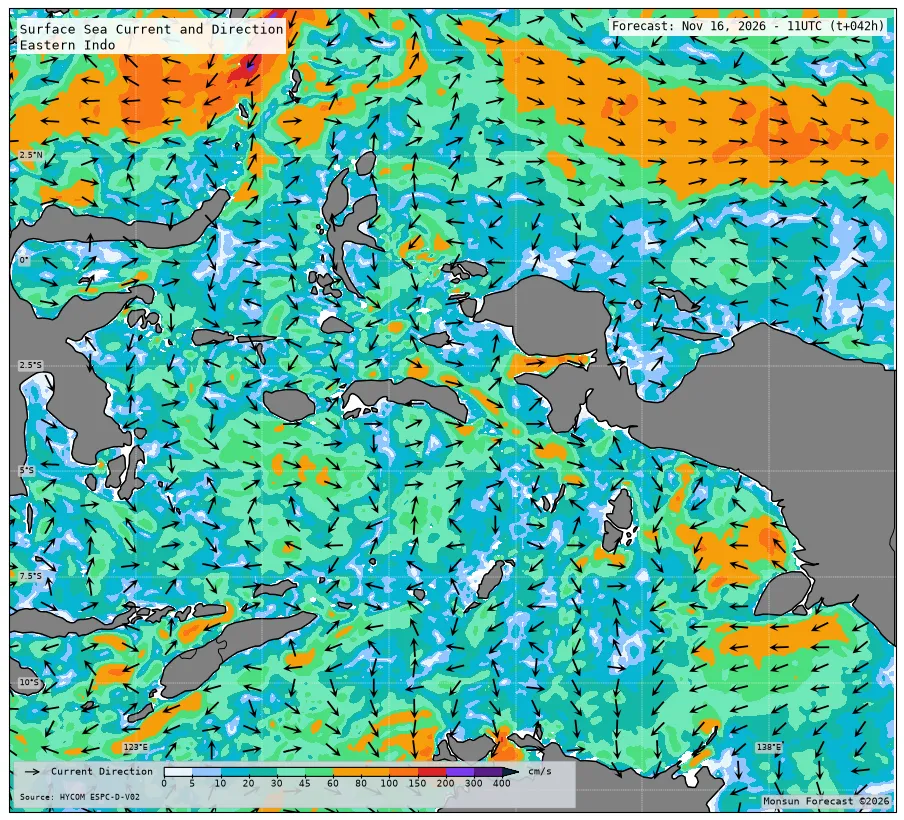 Surface Sea Current and Direction
Eastern Indo
Forecast: Nov 16, 2026 - 11UTC (t+042h)
2.5°N
0°
2.5°S
5°S
7.5°S
10°S
123°E
138°E
Current Direction
0 5 10 20 30 45 60 80 100 150 200 300 400
cm/s
Source: HYCOM ESPC-D-V02
Monsun Forecast ©2026